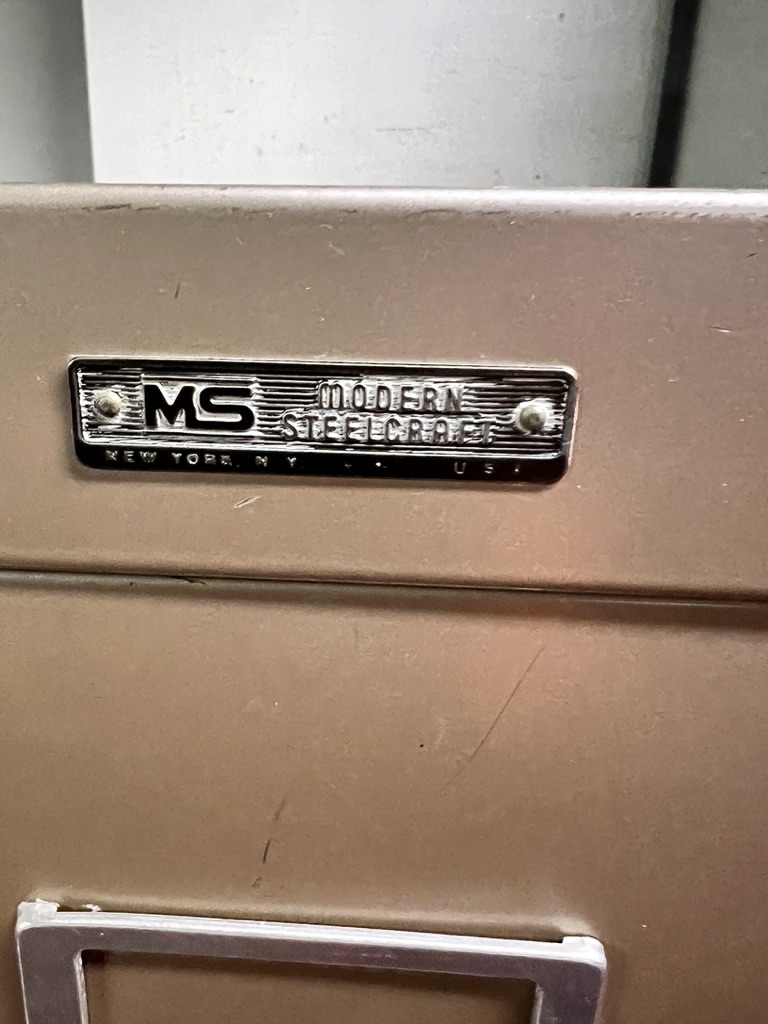 MS
MODERN
STEELCRAFT
NEW YORK, N.Y. U S